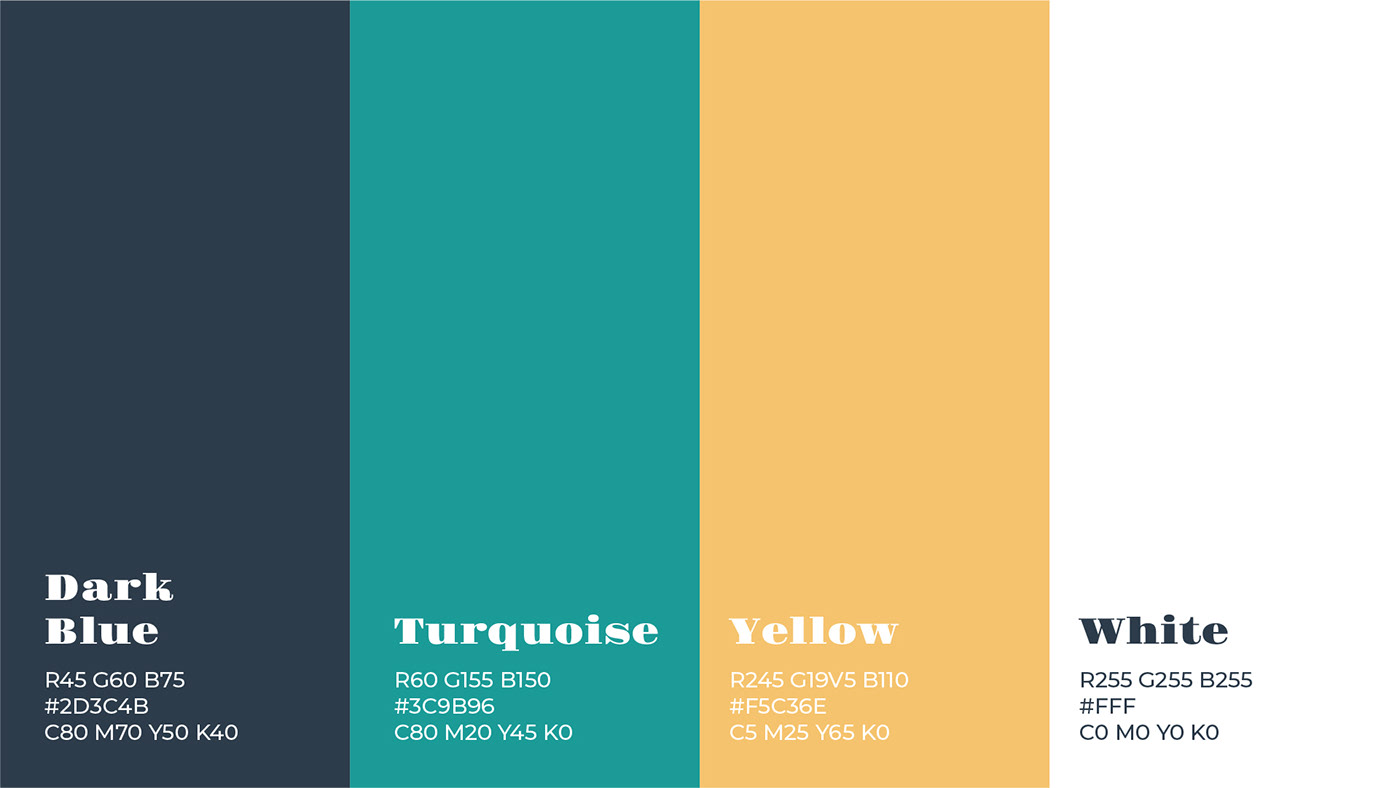 Dark
Blue
R45 G60 B75
#2D3C4B
C80 M70 Y50 K40
Turquoise
R60 G155 B150
#3C9B96
C80 M20 Y45 K0
Yellow
R245 G19V5 B110
#F5C36E
C5 M25 Y65 K0
White
R255 G255 B255
#FFF
C0 M0 Y0 K0